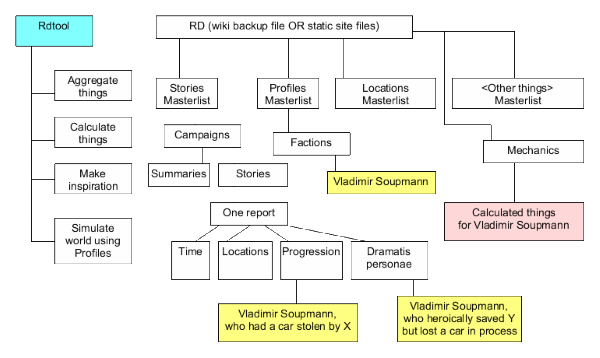 Rdtool
Aggregate
things
Calculate
things
Make
inspiration
Simulate
world using
Profiles
RD (wiki backup file OR static site files)
Stories
Masterlist
Profiles
Masterlist
Locations
Masterlist
<Other things>
Masterlist
Campaigns
Factions
Mechanics
Summaries
Stories
Vladimir Soupmann
Calculated things
for Vladimir Soupmann
One report
Time
Locations
Progression
Dramatis
personae
Vladimir Soupmann,
who had a car stolen by X
Vladimir Soupmann,
who heroically saved Y
but lost a car in process